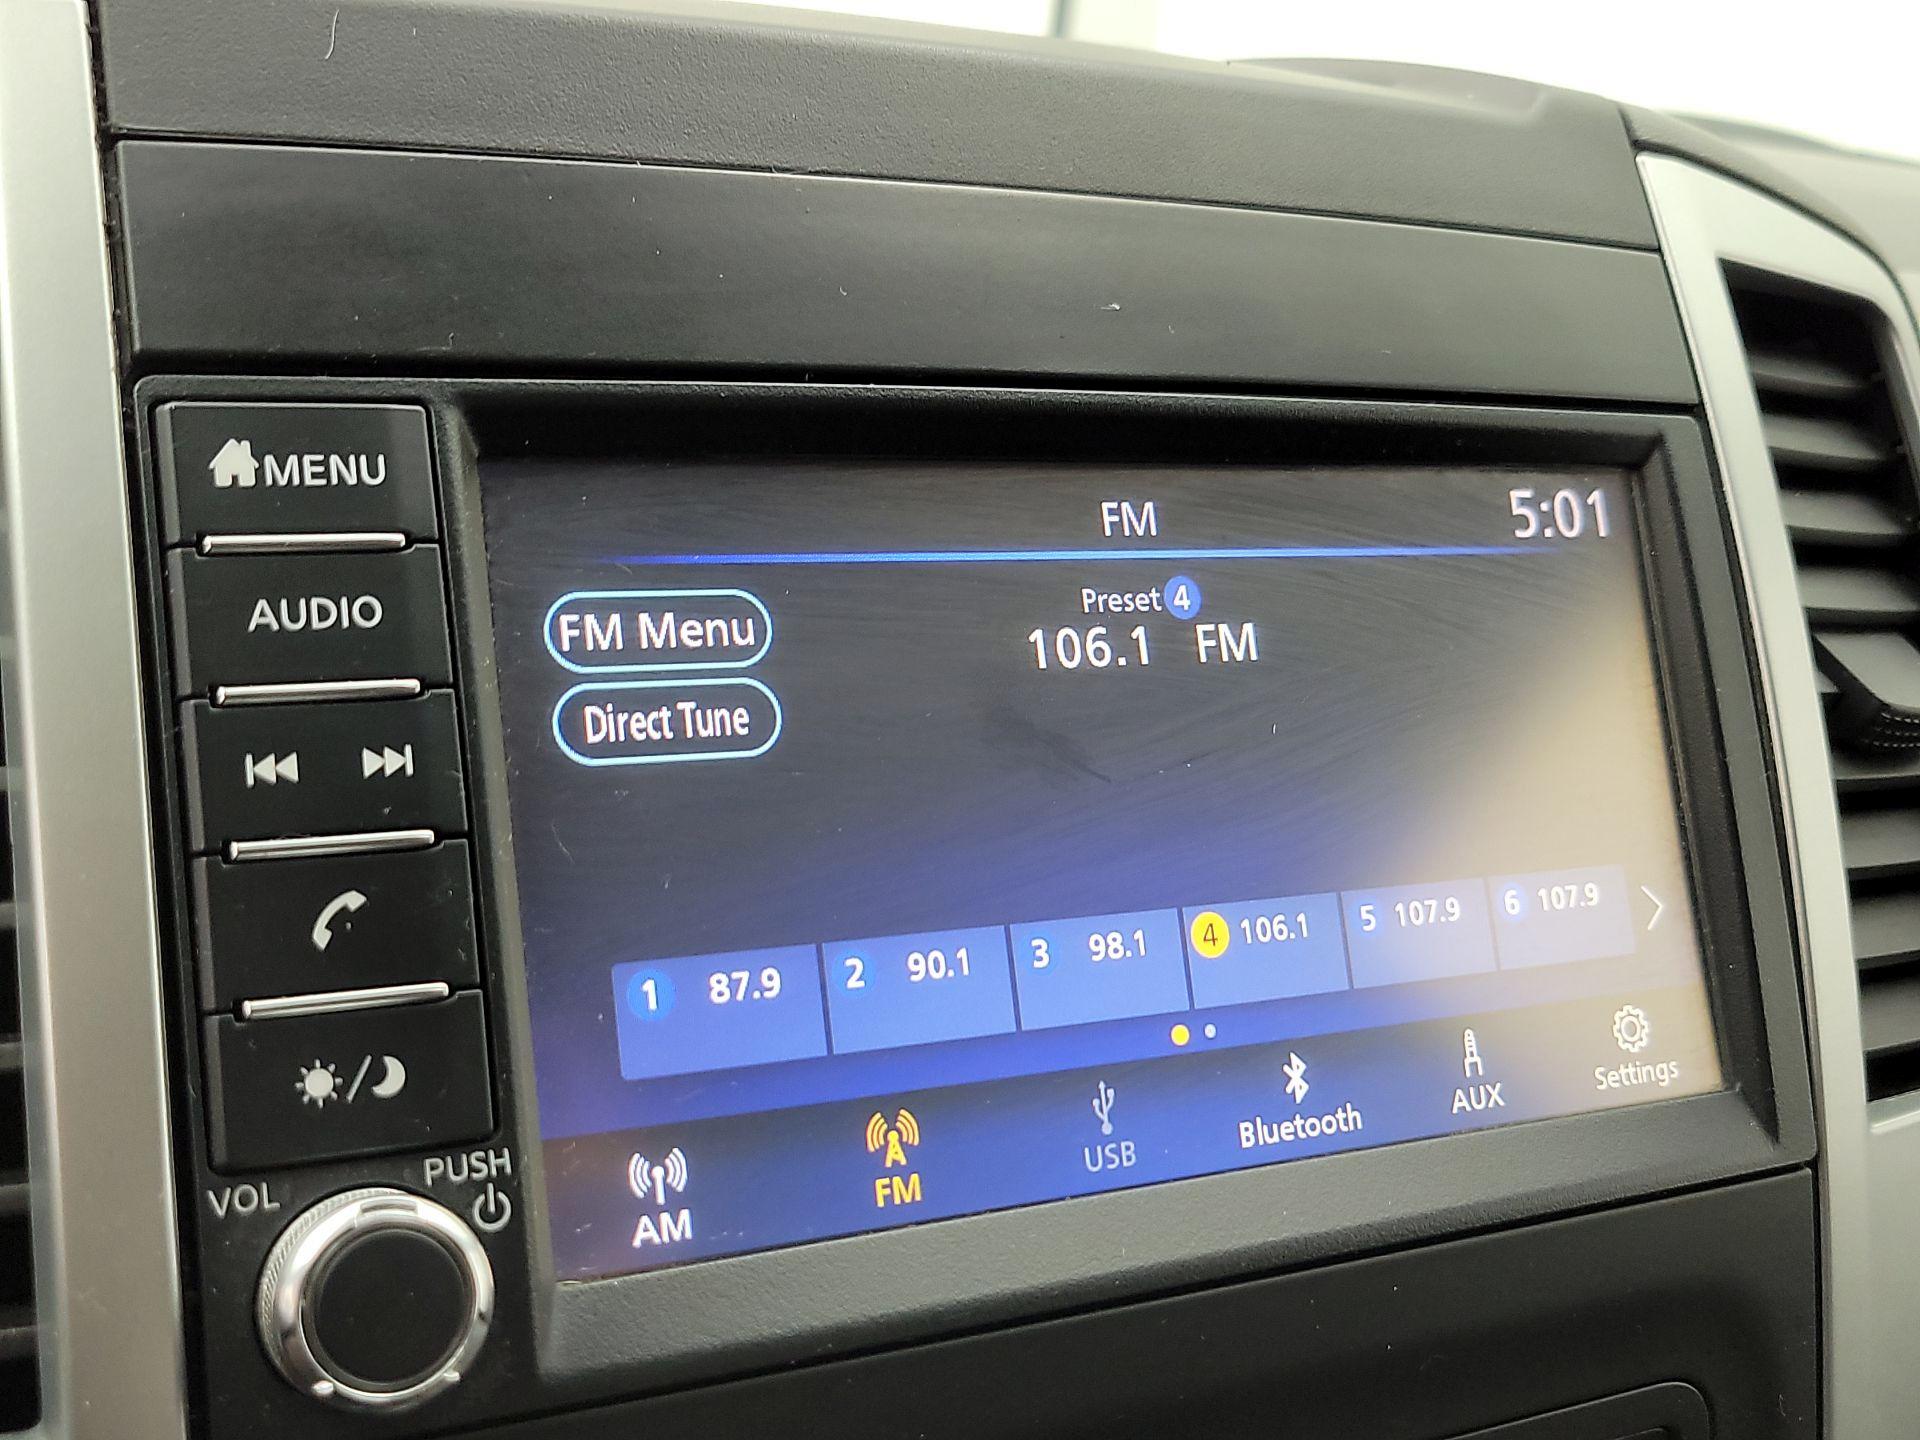 MENU
AUDIO
VOL
PUSH
FM
5:01
FM Menu
Direct Tune
Preset 4
106.1 FM
1 87.9
2 90.1
3 98.1
4 106.1
5 107.9
6 107.9
AM
FM
USB
Bluetooth
AUX
Settings